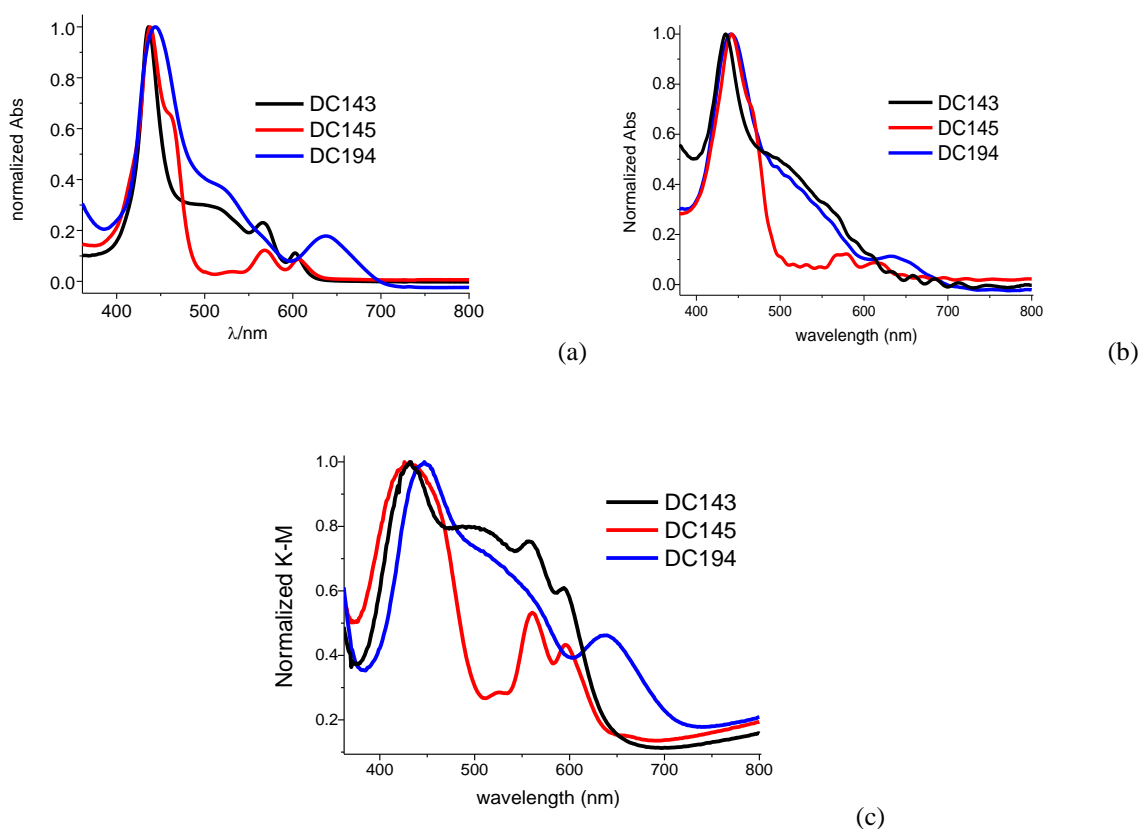 normalized Abs
1.0
0.8
0.6
0.4
0.2
0.0
400
500
600
700
800
λ/nm
DC143
DC145
DC194
(a)
Normalized Abs
1.0
0.8
0.6
0.4
0.2
0.0
400
500
600
700
800
wavelength (nm)
DC143
DC145
DC194
(b)
Normalized K-M
1.0
0.8
0.6
0.4
0.2
400
500
600
700
800
wavelength (nm)
DC143
DC145
DC194
(c)